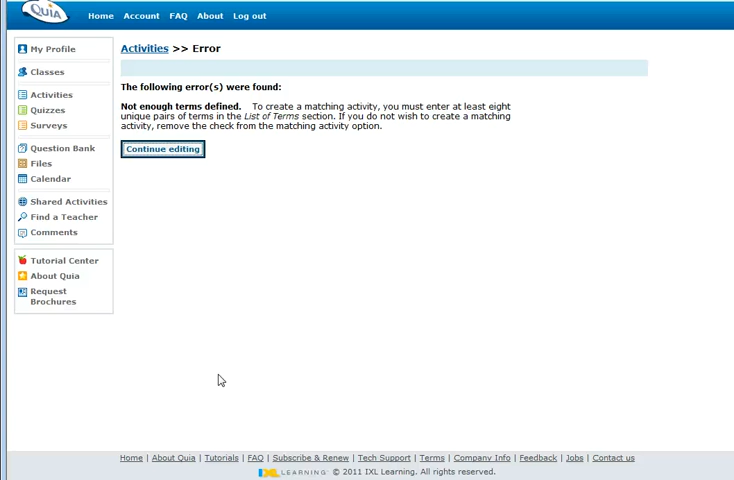 QUIA
Home Account FAQ About Log out
My Profile
Classes
Activities
Quizzes
Surveys
Question Bank
Files
Calendar
Shared Activities
Find a Teacher
Comments
Tutorial Center
About Quia
Request
Brochures
Activities >> Error
The following error(s) were found:
Not enough terms defined. To create a matching activity, you must enter at least eight
unique pairs of terms in the List of Terms section. If you do not wish to create a matching
activity, remove the check from the matching activity option.
Continue editing
Home | About Quia | Tutorials | FAQ | Subscribe & Renew | Tech Support | Terms | Company Info | Feedback | Jobs | Contact us
IXL LEARNING © 2011 IXL Learning. All rights reserved.